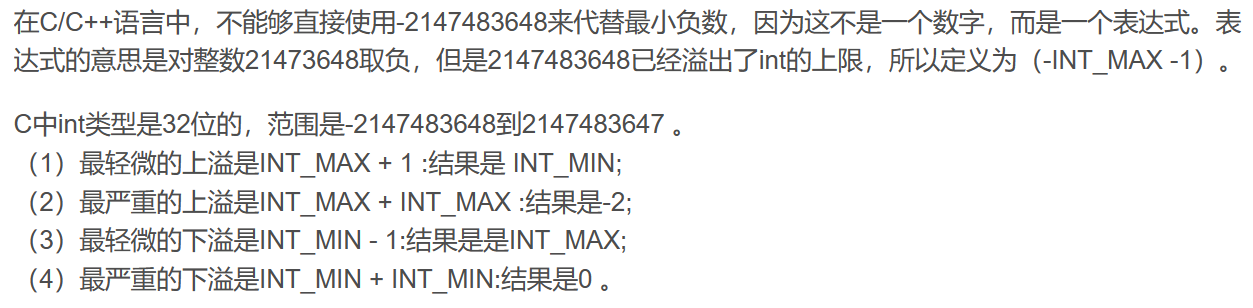 在C/C++语言中，不能够直接使用-2147483648来代替最小负数，因为这不是一个数字，而是一个表达式。表
达式的意思是对整数21473648取负，但是2147483648已经溢出了int的上限，所以定义为（-INT_MAX -1）。
C中int类型是32位的，范围是-2147483648到2147483647 。
（1）最轻微的上溢是INT_MAX + 1 :结果是 INT_MIN;
（2）最严重的上溢是INT_MAX + INT_MAX :结果是-2;
（3）最轻微的下溢是INT_MIN - 1:结果是是INT_MAX;
（4）最严重的下溢是INT_MIN + INT_MIN:结果是0 。